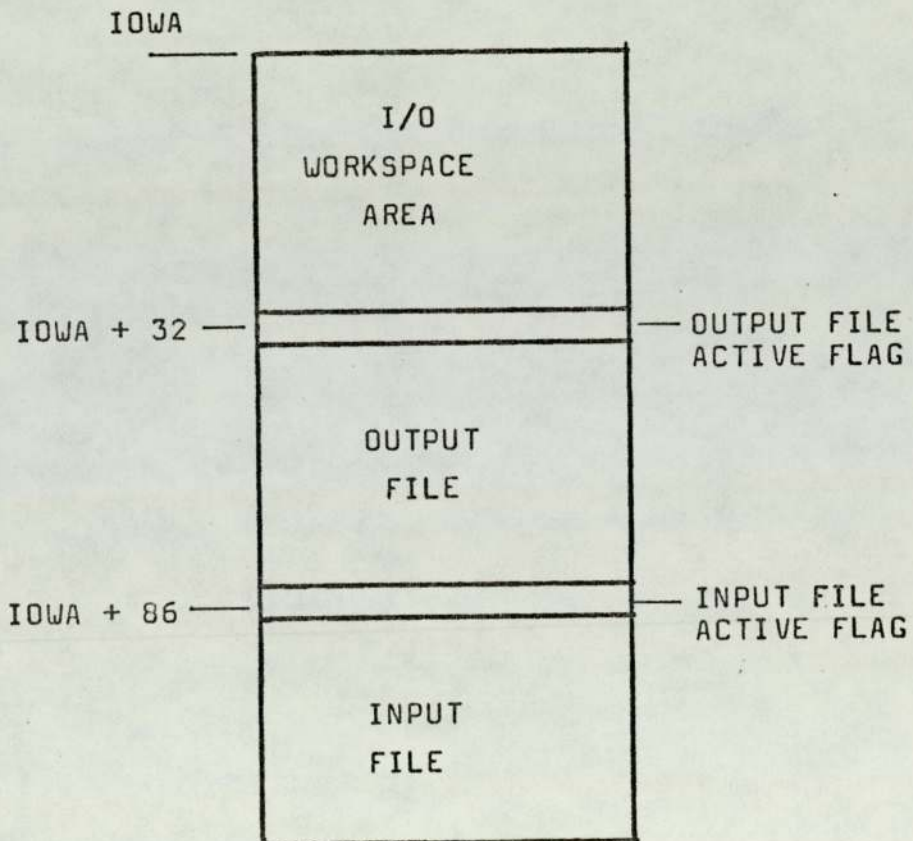 IOWA
I/O
WORKSPACE
AREA
IOWA + 32
OUTPUT FILE
ACTIVE FLAG
OUTPUT
FILE
IOWA + 86
INPUT FILE
ACTIVE FLAG
INPUT
FILE